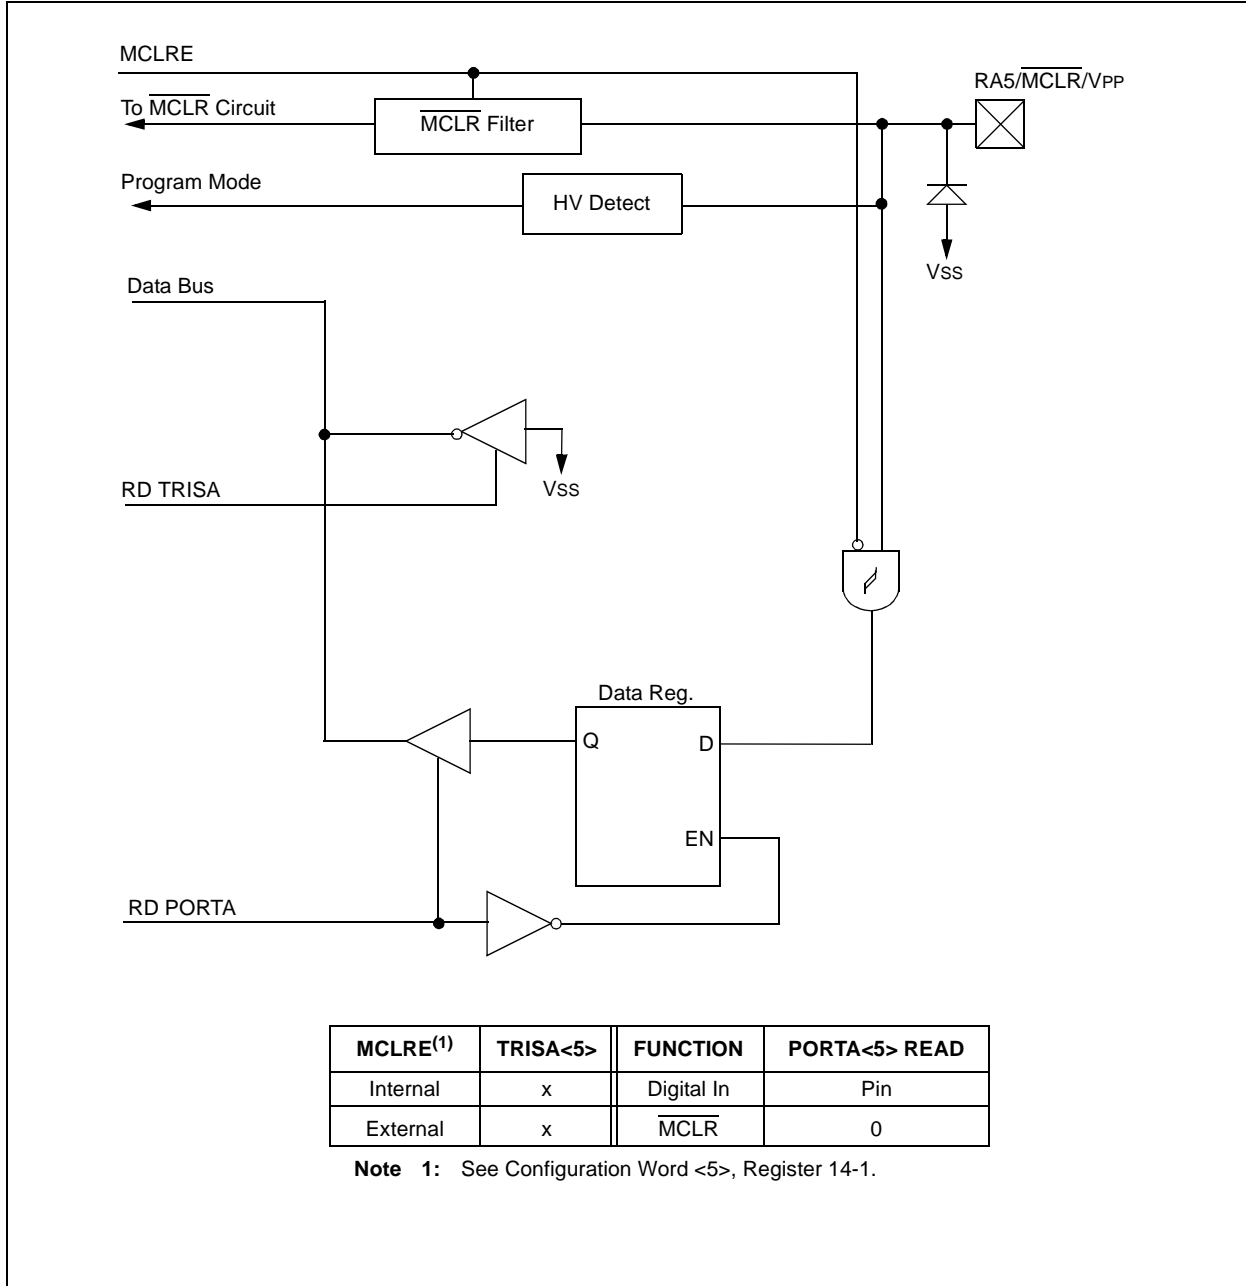 MCLRE
RA5/MCLR/VPP
To MCLR Circuit
MCLR Filter
Program Mode
HV Detect
VSS
Data Bus
RD TRISA
VSS
Data Reg.
Q
D
EN
RD PORTA
MCLRE(1) TRISA<5> FUNCTION PORTA<5> READ
Internal x Digital In Pin
External x MCLR 0
Note 1: See Configuration Word <5>, Register 14-1.